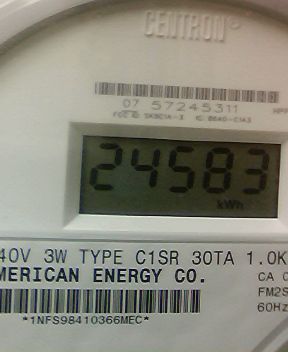 CENTRON®
07 57245311
24583
kWh
40V 3W TYPE C1SR 30TA 1.0K
MERICAN ENERGY CO.
CA
FM2S
60Hz
*1NFS98410366MEC*